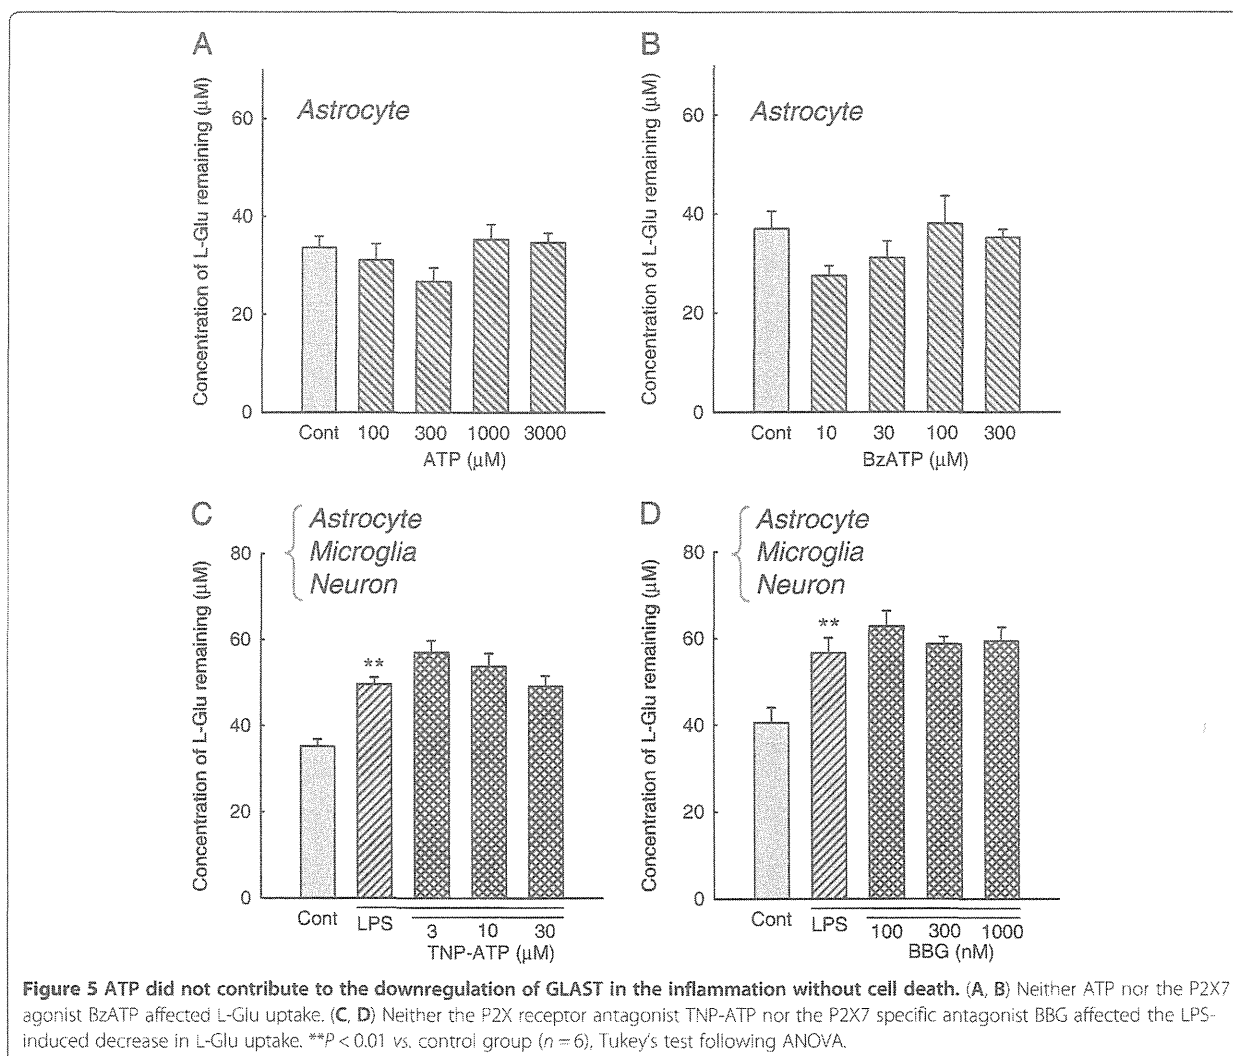 A
B
Concentration of L-Glu remaining (µM)
60
40
20
0
Astrocyte
Cont 100 300 1000 3000
ATP (µM)
Concentration of L-Glu remaining (µM)
60
40
20
0
Astrocyte
Cont 10 30 100 300
BzATP (µM)
C
Astrocyte
Microglia
Neuron
Concentration of L-Glu remaining (µM)
80
60
40
20
0
**
Cont LPS 3 10 30
TNP-ATP (µM)
D
Astrocyte
Microglia
Neuron
Concentration of L-Glu remaining (µM)
80
60
40
20
0
**
Cont LPS 100 300 1000
BBG (nM)
Figure 5 ATP did not contribute to the downregulation of GLAST in the inflammation without cell death. (A, B) Neither ATP nor the P2X7
agonist BzATP affected L-Glu uptake. (C, D) Neither the P2X receptor antagonist TNP-ATP nor the P2X7 specific antagonist BBG affected the LPS-
induced decrease in L-Glu uptake. **P < 0.01 vs. control group (n = 6), Tukey's test following ANOVA.